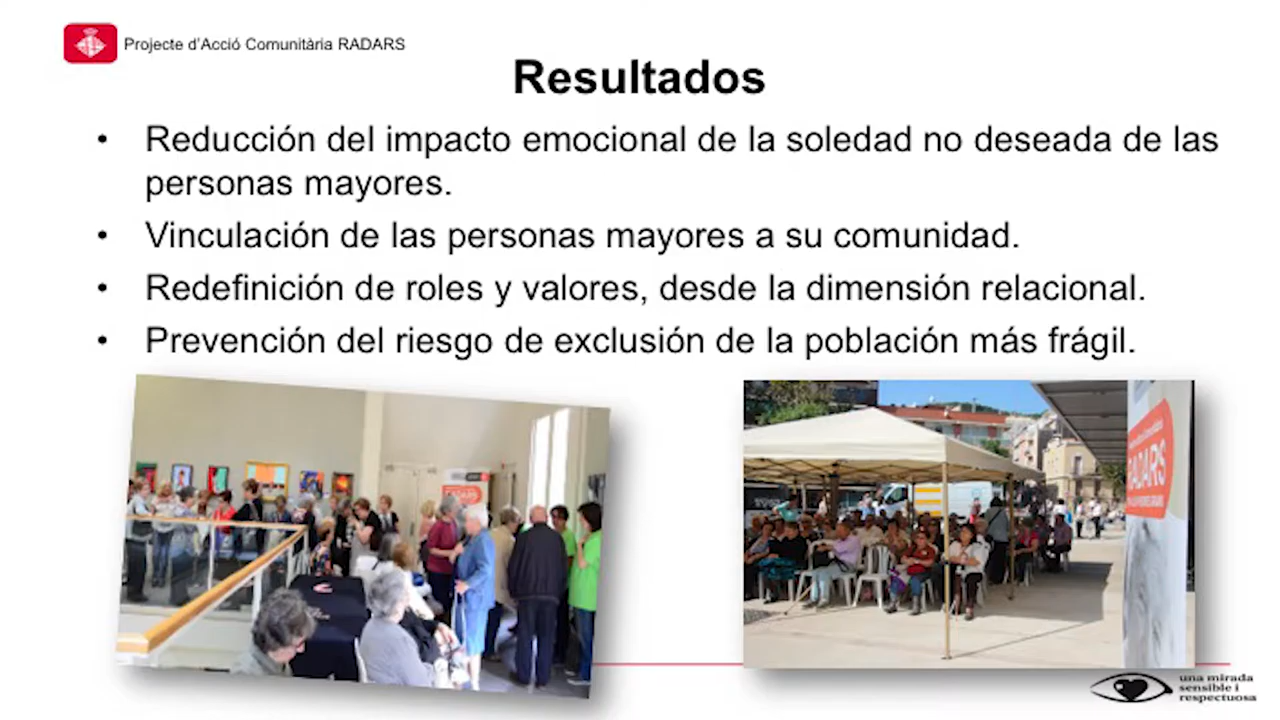 Projecte d'Acció Comunitària RADARS
Resultados
• Reducción del impacto emocional de la soledad no deseada de las
personas mayores.
• Vinculación de las personas mayores a su comunidad.
• Redefinición de roles y valores, desde la dimensión relacional.
• Prevención del riesgo de exclusión de la población más frágil.
RADARS
RADARS
una mirada
sensible i
respectuosa